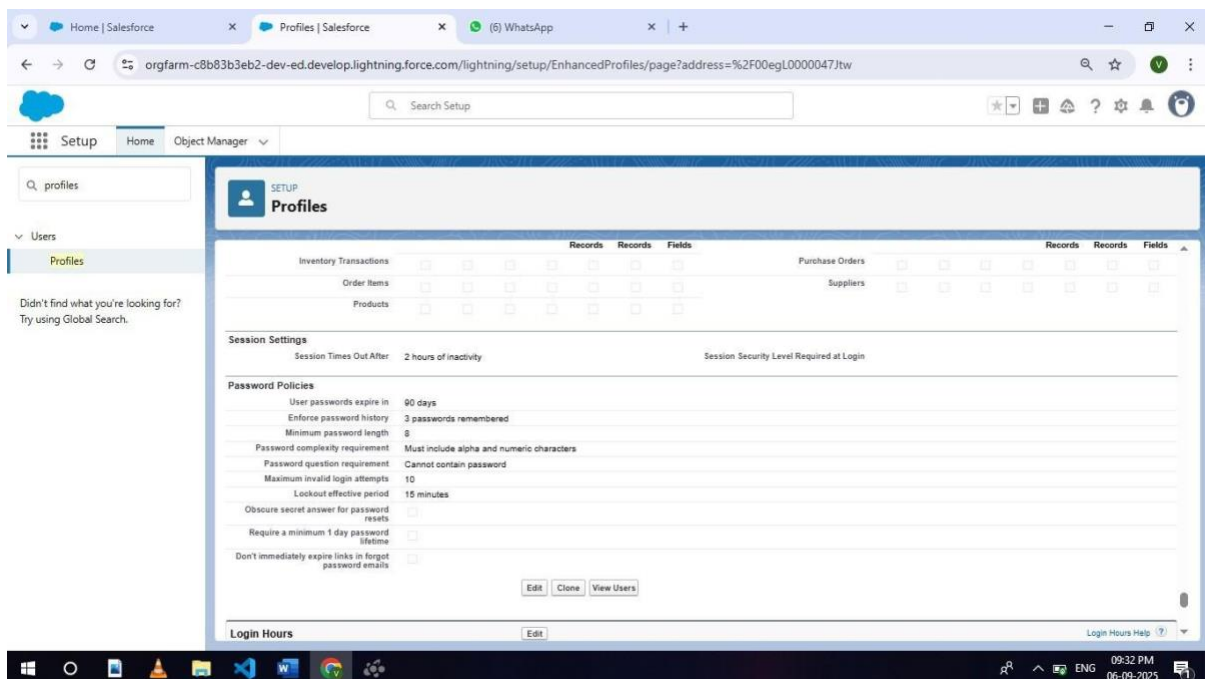 Home | Salesforce
Profiles | Salesforce
(6) WhatsApp
orgfarm-c8b83b3eb2-dev-ed.develop.lightning.force.com/lightning/setup/EnhancedProfiles/page?address=%2F00egL0000047Jtw
V
Search Setup
Setup
Home
Object Manager
profiles
Users
Profiles
Didn't find what you're looking for?
Try using Global Search.
SETUP
Profiles
Records Records Fields
Records Records Fields
Inventory Transactions
Purchase Orders
Order Items
Suppliers
Products
Session Settings
Session Times Out After 2 hours of inactivity
Session Security Level Required at Login
Password Policies
User passwords expire in 90 days
Enforce password history 3 passwords remembered
Minimum password length 8
Password complexity requirement Must include alpha and numeric characters
Password question requirement Cannot contain password
Maximum invalid login attempts 10
Lockout effective period 15 minutes
Obscure secret answer for password
resets
Require a minimum 1 day password
lifetime
Don't immediately expire links in forgot
password emails
Edit Clone View Users
Login Hours Edit
Login Hours Help ?
ENG
09:32 PM
06-09-2025